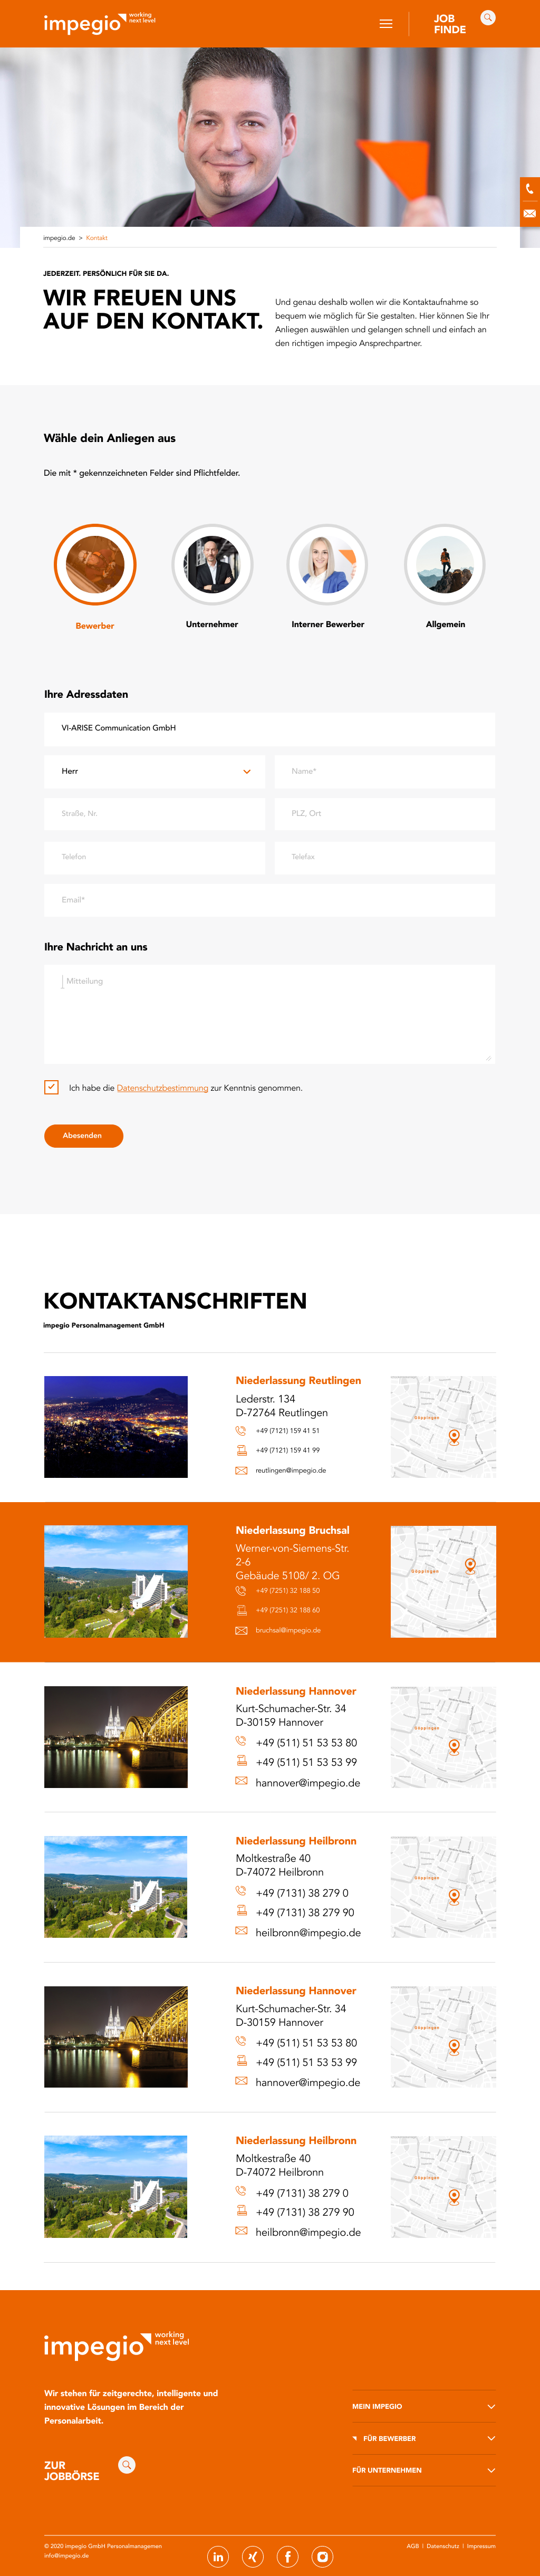 impegio working
next level
JOB
FINDE
impegio.de > Kontakt
JEDERZEIT. PERSÖNLICH FÜR SIE DA.
WIR FREUEN UNS
AUF DEN KONTAKT.
Und genau deshalb wollen wir die Kontaktaufnahme so
bequem wie möglich für Sie gestalten. Hier können Sie Ihr
Anliegen auswählen und gelangen schnell und einfach an
den richtigen impegio Ansprechpartner.
Wähle dein Anliegen aus
Die mit * gekennzeichneten Felder sind Pflichtfelder.
Bewerber
Unternehmer
Interner Bewerber
Allgemein
Ihre Adressdaten
VI-ARISE Communication GmbH
Herr
Name*
Straße, Nr.
PLZ, Ort
Telefon
Telefax
Email*
Ihre Nachricht an uns
Mitteilung
Ich habe die Datenschutzbestimmung zur Kenntnis genommen.
Abesenden
KONTAKTANSCHRIFTEN
impegio Personalmanagement GmbH
Niederlassung Reutlingen
Lederstr. 134
D-72764 Reutlingen
+49 (7121) 159 41 51
+49 (7121) 159 41 99
reutlingen@impegio.de
Göppingen
Niederlassung Bruchsal
Werner-von-Siemens-Str.
2-6
Gebäude 5108/ 2. OG
+49 (7251) 32 188 50
+49 (7251) 32 188 60
bruchsal@impegio.de
Göppingen
Niederlassung Hannover
Kurt-Schumacher-Str. 34
D-30159 Hannover
+49 (511) 51 53 53 80
+49 (511) 51 53 53 99
hannover@impegio.de
Göppingen
Niederlassung Heilbronn
Moltkestraße 40
D-74072 Heilbronn
+49 (7131) 38 279 0
+49 (7131) 38 279 90
heilbronn@impegio.de
Göppingen
Niederlassung Hannover
Kurt-Schumacher-Str. 34
D-30159 Hannover
+49 (511) 51 53 53 80
+49 (511) 51 53 53 99
hannover@impegio.de
Göppingen
Niederlassung Heilbronn
Moltkestraße 40
D-74072 Heilbronn
+49 (7131) 38 279 0
+49 (7131) 38 279 90
heilbronn@impegio.de
Göppingen
impegio working
next level
Wir stehen für zeitgerechte, intelligente und
innovative Lösungen im Bereich der
Personalarbeit.
ZUR
JOBBÖRSE
MEIN IMPEGIO
FÜR BEWERBER
FÜR UNTERNEHMEN
© 2020 impegio GmbH Personalmanagemen
info@impegio.de
AGB | Datenschutz | Impressum